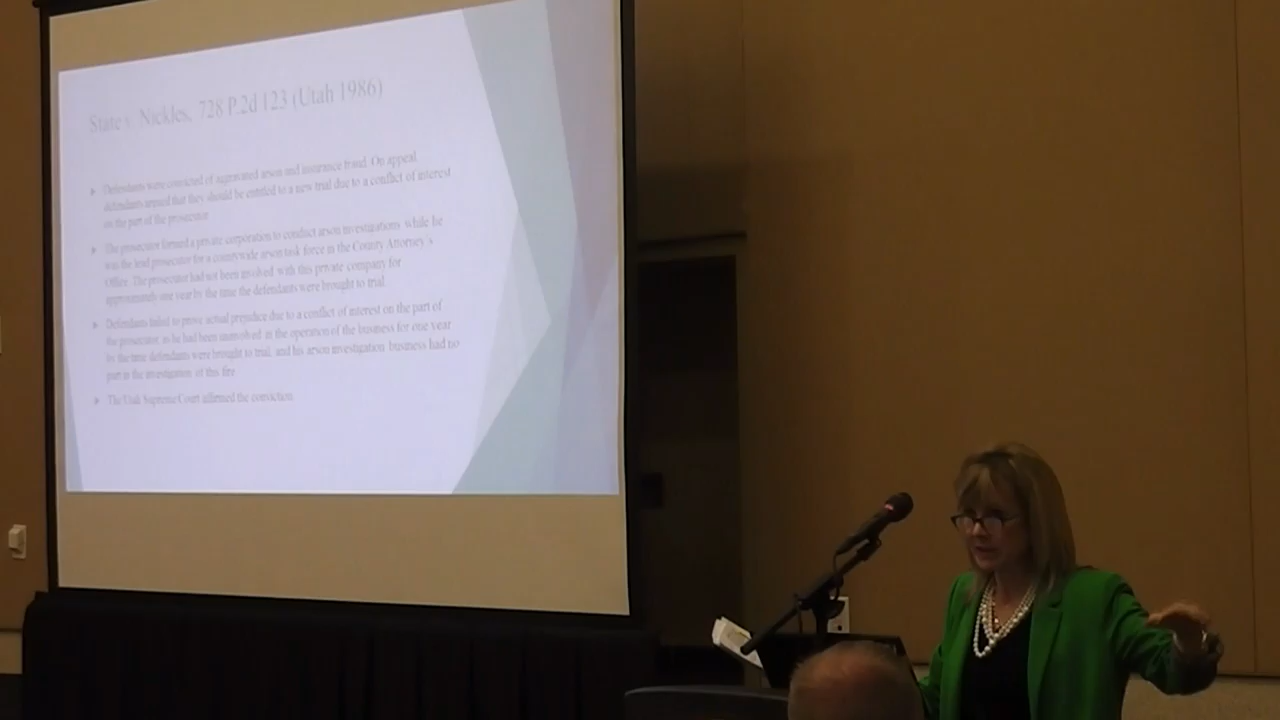 State v. Nickles, 728 P.2d 123 (Utah 1986)
Defendants were convicted of aggravated arson and insurance fraud. On appeal,
defendants argued that they should be entitled to a new trial due to a conflict of interest
on the part of the prosecutor.
The prosecutor formed a private corporation to conduct arson investigations while he
was the lead prosecutor for a countywide arson task force in the County Attorney's
Office. The prosecutor had not been involved with this private company for
approximately one year by the time the defendants were brought to trial.
Defendants failed to prove actual prejudice due to a conflict of interest on the part of
the prosecutor, as he had been uninvolved in the operation of the business for one year
by the time defendants were brought to trial, and his arson investigation business had no
part in the investigation of this fire.
The Utah Supreme Court affirmed the conviction.